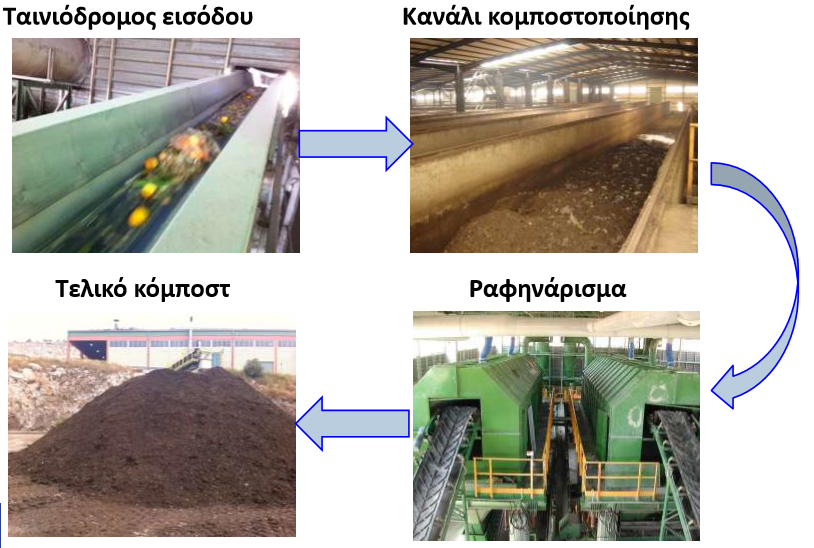 Ταινιόδρομος εισόδου
Κανάλι κομποστοποίησης
Τελικό κόμποστ
Ραφηνάρισμα